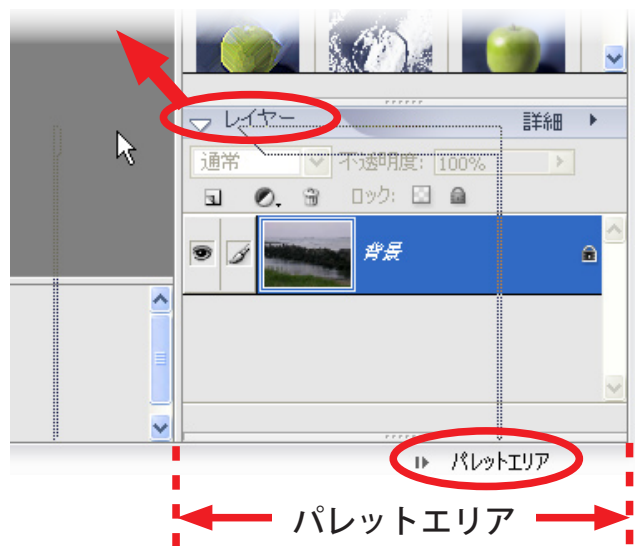 レイヤー 詳細
通常 不透明度: 100%
ロック:
背景
パレットエリア
パレットエリア